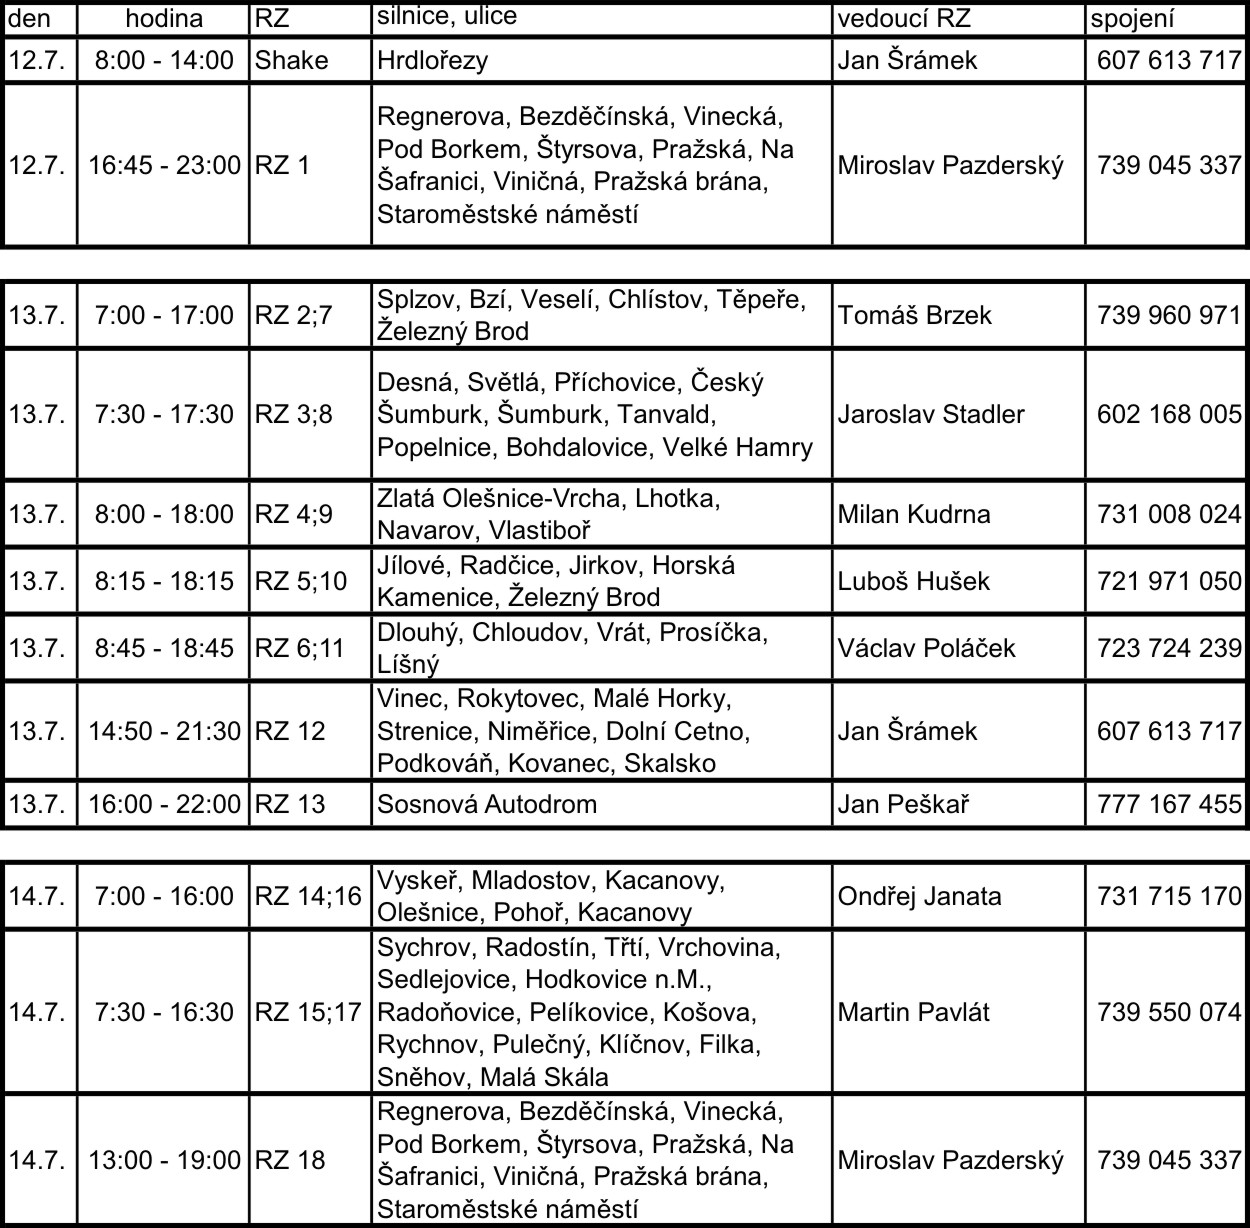 den hodina RZ silnice, ulice vedoucí RZ spojení
12.7. 8:00 - 14:00 Shake Hrdlořezy Jan Šrámek 607 613 717
Regnerova, Bezděčínská, Vinecká,
Pod Borkem, Štyrsova, Pražská, Na
12.7. 16:45 - 23:00 RZ 1 Šafranici, Viničná, Pražská brána, Miroslav Pazderský 739 045 337
Staroměstské náměstí
13.7. 7:00 - 17:00 RZ 2;7 Splzov, Bzí, Veselí, Chlístov, Těpeře, Tomáš Brzek 739 960 971
Železný Brod
Desná, Světlá, Příchovice, Český
13.7. 7:30 - 17:30 RZ 3;8 Šumburk, Šumburk, Tanvald, Jaroslav Stadler 602 168 005
Popelnice, Bohdalovice, Velké Hamry
13.7. 8:00 - 18:00 RZ 4;9 Zlatá Olešnice-Vrcha, Lhotka, Milan Kudrna 731 008 024
Navarov, Vlastiboř
13.7. 8:15 - 18:15 RZ 5;10 Jílové, Radčice, Jirkov, Horská Luboš Hušek 721 971 050
Kamenice, Železný Brod
13.7. 8:45 - 18:45 RZ 6;11 Dlouhý, Chloudov, Vrát, Prosíčka, Václav Poláček 723 724 239
Líšný
Vinec, Rokytovec, Malé Horky,
13.7. 14:50 - 21:30 RZ 12 Strenice, Niměřice, Dolní Cetno, Jan Šrámek 607 613 717
Podkováň, Kovanec, Skalsko
13.7. 16:00 - 22:00 RZ 13 Sosnová Autodrom Jan Peškař 777 167 455
14.7. 7:00 - 16:00 RZ 14;16 Vyskeř, Mladostov, Kacanovy, Ondřej Janata 731 715 170
Olešnice, Pohoř, Kacanovy
Sychrov, Radostín, Třtí, Vrchovina,
Sedlejovice, Hodkovice n.M.,
14.7. 7:30 - 16:30 RZ 15;17 Radoňovice, Pelíkovice, Košova, Martin Pavlát 739 550 074
Rychnov, Pulečný, Klíčnov, Filka,
Sněhov, Malá Skála
Regnerova, Bezděčínská, Vinecká,
Pod Borkem, Štyrsova, Pražská, Na
14.7. 13:00 - 19:00 RZ 18 Šafranici, Viničná, Pražská brána, Miroslav Pazderský 739 045 337
Staroměstské náměstí